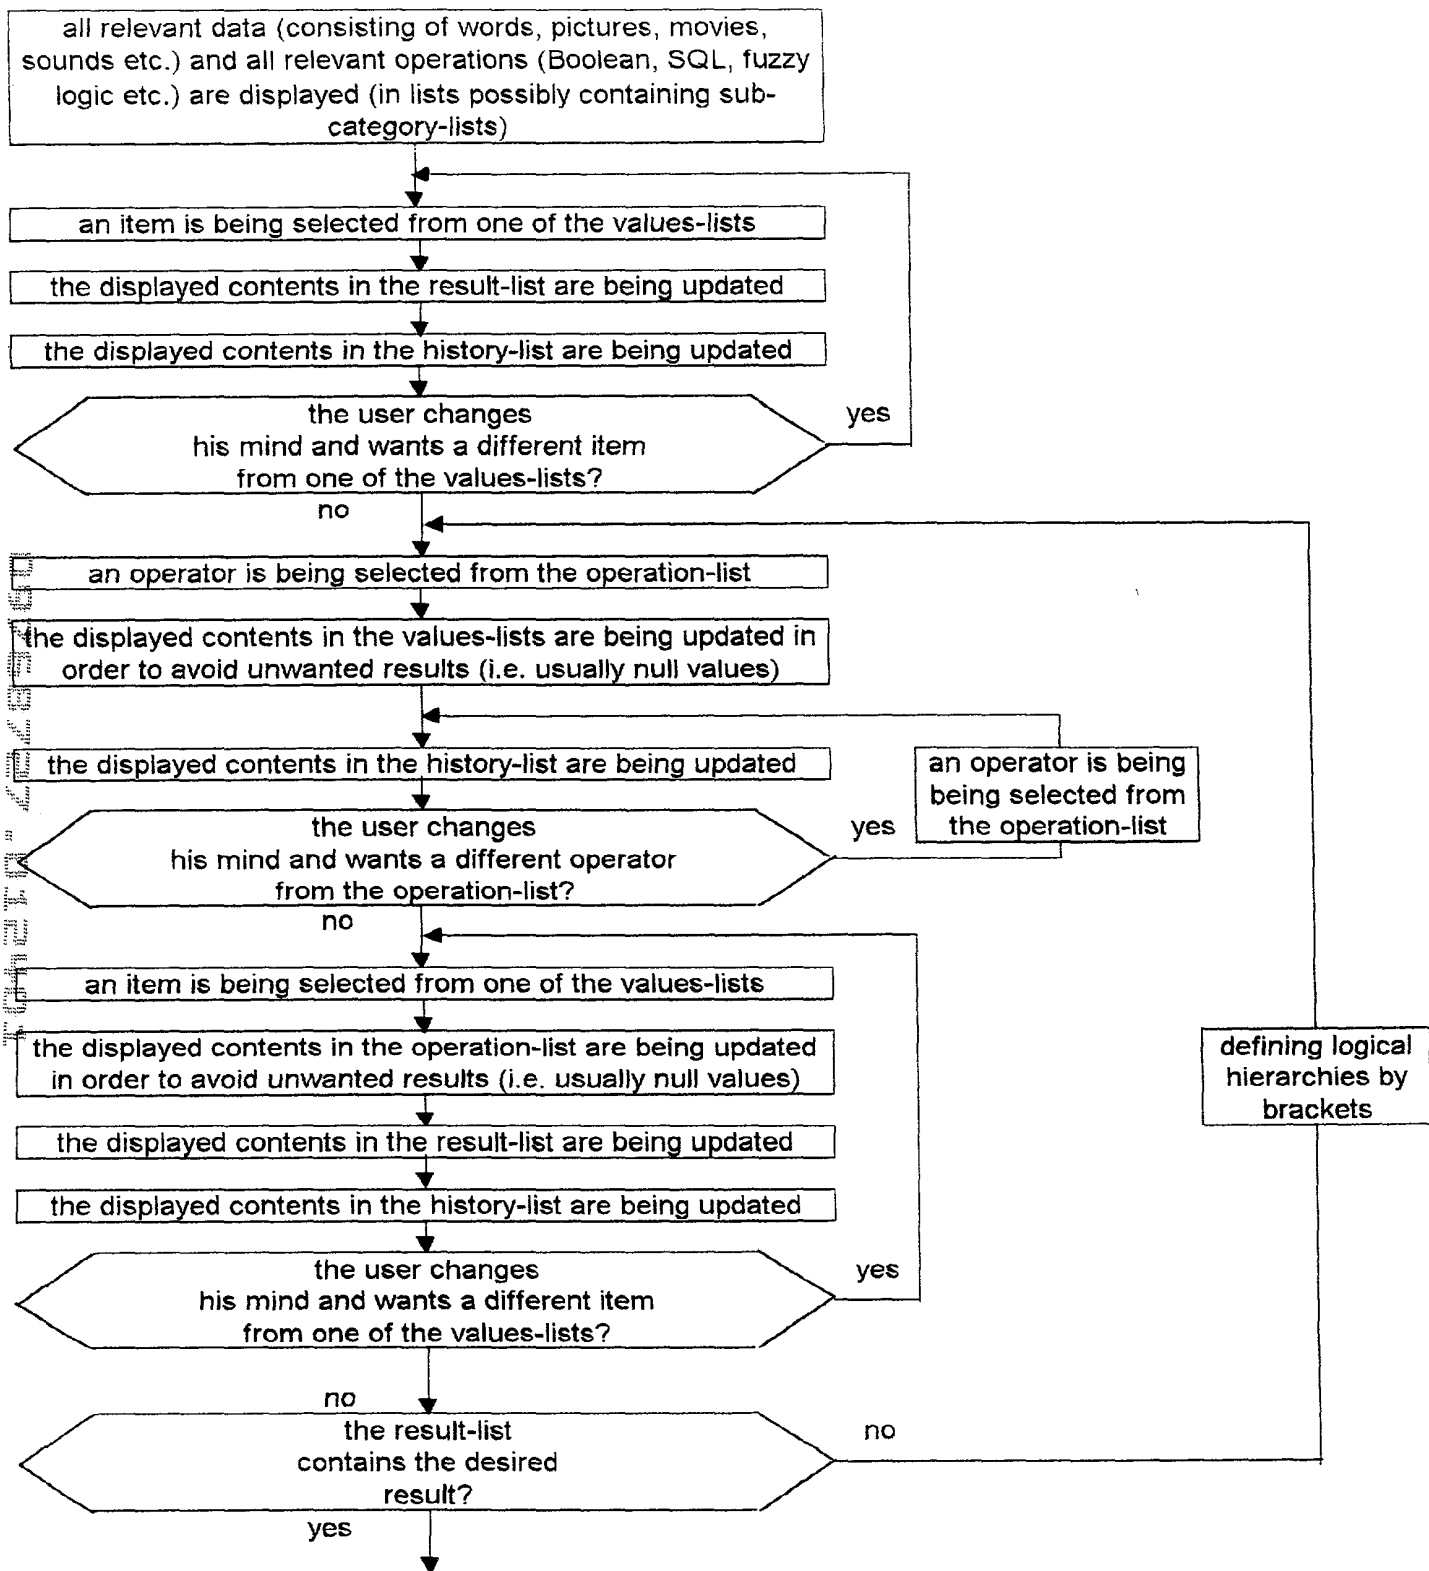 all relevant data (consisting of words, pictures, movies,
sounds etc.) and all relevant operations (Boolean, SQL, fuzzy
logic etc.) are displayed (in lists possibly containing sub-
category-lists)
an item is being selected from one of the values-lists
the displayed contents in the result-list are being updated
the displayed contents in the history-list are being updated
the user changes
his mind and wants a different item
from one of the values-lists?
yes
no
an operator is being selected from the operation-list
the displayed contents in the values-lists are being updated in
order to avoid unwanted results (i.e. usually null values)
the displayed contents in the history-list are being updated
an operator is being
being selected from
the operation-list
the user changes
his mind and wants a different operator
from the operation-list?
yes
no
an item is being selected from one of the values-lists
the displayed contents in the operation-list are being updated
in order to avoid unwanted results (i.e. usually null values)
defining logical
hierarchies by
brackets
the displayed contents in the result-list are being updated
the displayed contents in the history-list are being updated
the user changes
his mind and wants a different item
from one of the values-lists?
yes
no
the result-list
contains the desired
result?
no
yes